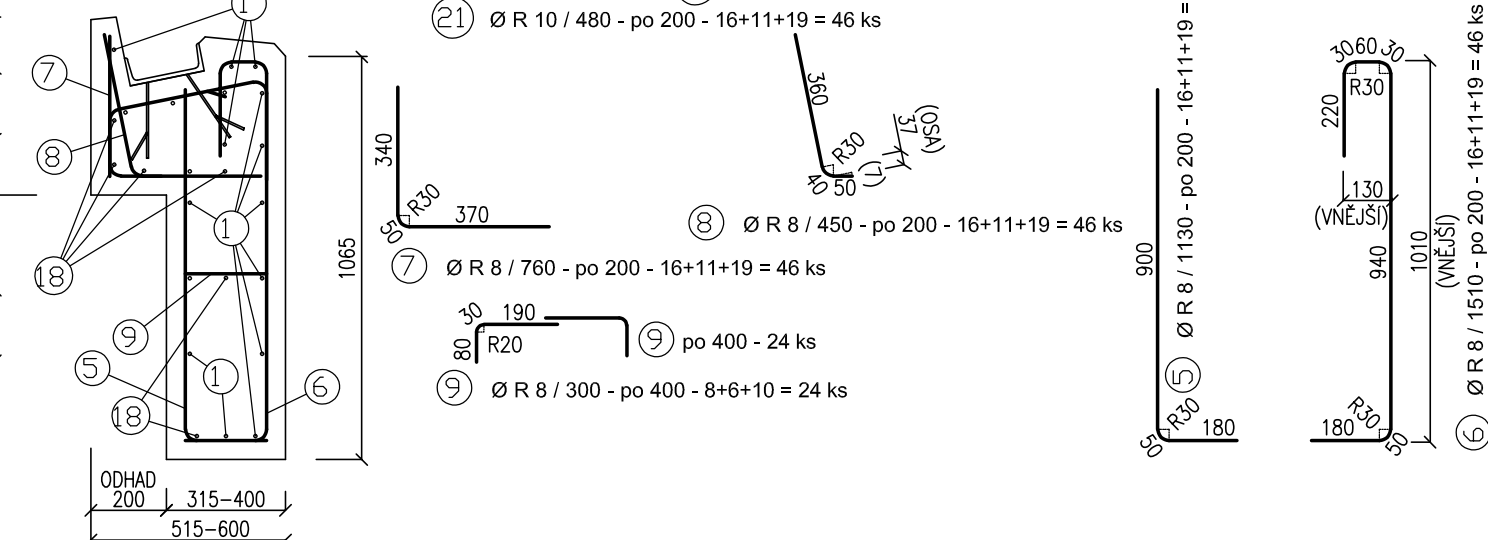 1
7
8
18
9
5
1
18
1
6
1065
ODHAD
200
315-400
515-600
21 Ø R 10 / 480 - po 200 - 16+11+19 = 46 ks
340
R30
50
370
7 Ø R 8 / 760 - po 200 - 16+11+19 = 46 ks
30
190
80
R20
9 po 400 - 24 ks
9 Ø R 8 / 300 - po 400 - 8+6+10 = 24 ks
360
R30
40
50
(7)
77
37
(OSA)
8 Ø R 8 / 450 - po 200 - 16+11+19 = 46 ks
900
R30
50
180
5 Ø R 8 / 1130 - po 200 - 16+11+19 =
30
60
30
R30
220
130
(VNĚJŠÍ)
940
1010
(VNĚJŠÍ)
180
R30
50
6 Ø R 8 / 1510 - po 200 - 16+11+19 = 46 ks